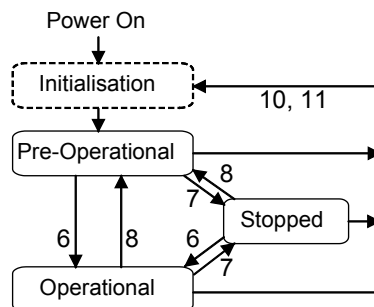 Power On
Initialisation
10, 11
Pre-Operational
8
7
Stopped
6
8
6
7
Operational